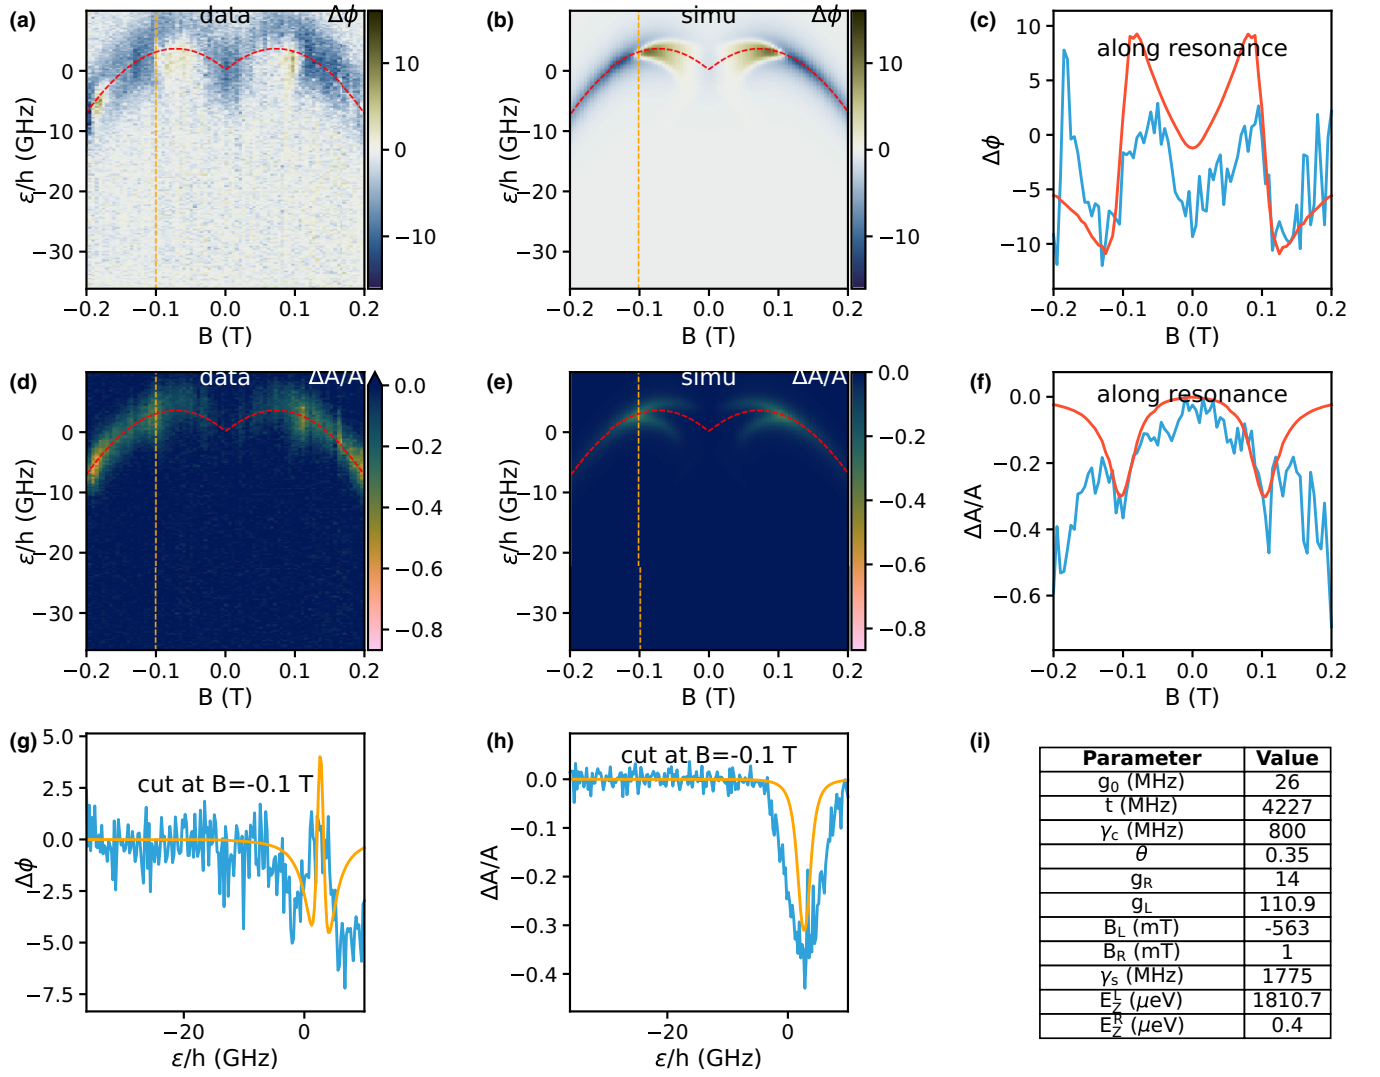 (a)
data
Δϕ
ε/h (GHz)
0
−10
−20
−30
−0.2
−0.1
0.0
0.1
0.2
B (T)
10
0
−10
(b)
simu
Δϕ
ε/h (GHz)
0
−10
−20
−30
−0.2
−0.1
0.0
0.1
0.2
B (T)
10
0
−10
(c)
along resonance
Δϕ
10
5
0
−5
−10
−0.2
−0.1
0.0
0.1
0.2
B (T)
(d)
data
ΔA/A
ε/h (GHz)
0
−10
−20
−30
−0.2
−0.1
0.0
0.1
0.2
B (T)
0.0
−0.2
−0.4
−0.6
−0.8
(e)
simu
ΔA/A
ε/h (GHz)
0
−10
−20
−30
−0.2
−0.1
0.0
0.1
0.2
B (T)
0.0
−0.2
−0.4
−0.6
−0.8
(f)
along resonance
ΔA/A
0.0
−0.2
−0.4
−0.6
−0.2
−0.1
0.0
0.1
0.2
B (T)
(g)
cut at B=-0.1 T
Δϕ
5.0
2.5
0.0
−2.5
−5.0
−7.5
−20
0
ε/h (GHz)
(h)
cut at B=-0.1 T
ΔA/A
0.0
−0.1
−0.2
−0.3
−0.4
−20
0
ε/h (GHz)
(i)
Parameter Value
g₀ (MHz) 26
t (MHz) 4227
γ_c (MHz) 800
θ 0.35
g_R 14
g_L 110.9
B_L (mT) -563
B_R (mT) 1
γ_s (MHz) 1775
E_Z^L (μeV) 1810.7
E_Z^R (μeV) 0.4